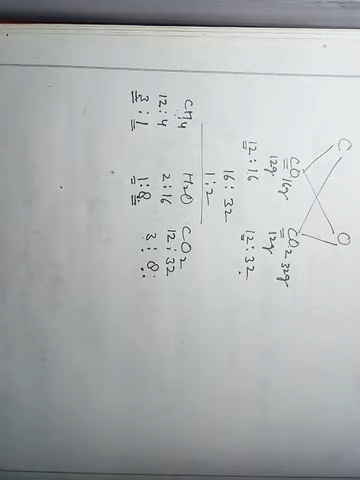 C O
CO CO2
12g 16g 12g 32g
12 : 16 12 : 32
16 : 32
1 : 2
CH4 H2O CO2
12 : 4 2 : 16 12 : 32
3 : 1 1 : 8 3 : 8